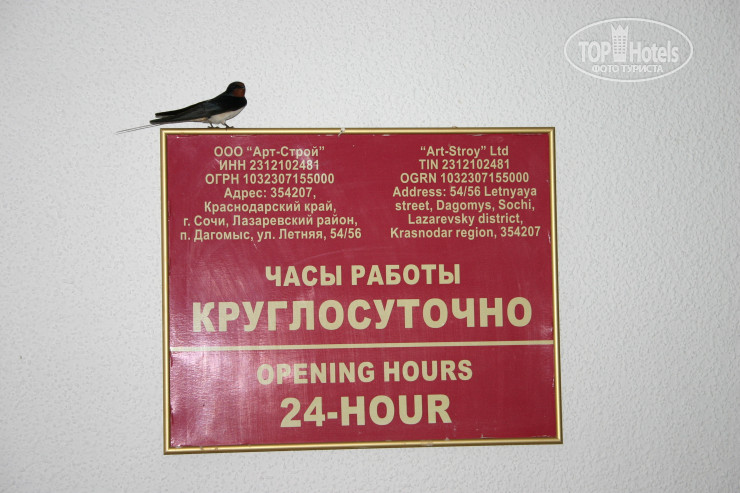 TOP Hotels
ФОТО ТУРИСТА
ООО "Арт-Строй"
ИНН 2312102481
ОГРН 1032307155000
Адрес: 354207,
Краснодарский край,
г. Сочи, Лазаревский район,
п. Дагомыс, ул. Летняя, 54/56
"Art-Stroy" Ltd
TIN 2312102481
OGRN 1032307155000
Address: 54/56 Letnyaya
street, Dagomys, Sochi,
Lazarevsky district,
Krasnodar region, 354207
ЧАСЫ РАБОТЫ
КРУГЛОСУТОЧНО
OPENING HOURS
24-HOUR